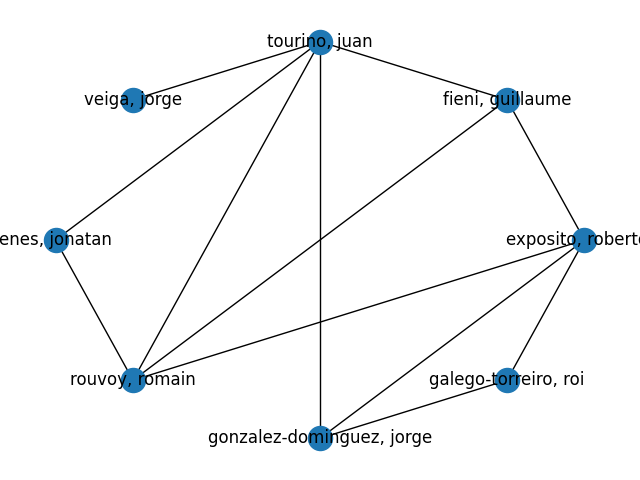 tourino, juan
veiga, jorge
fieni, guillaume
enes, jonatan
exposito, roberto
rouvoy, romain
galego-torreiro, roi
gonzalez-dominguez, jorge